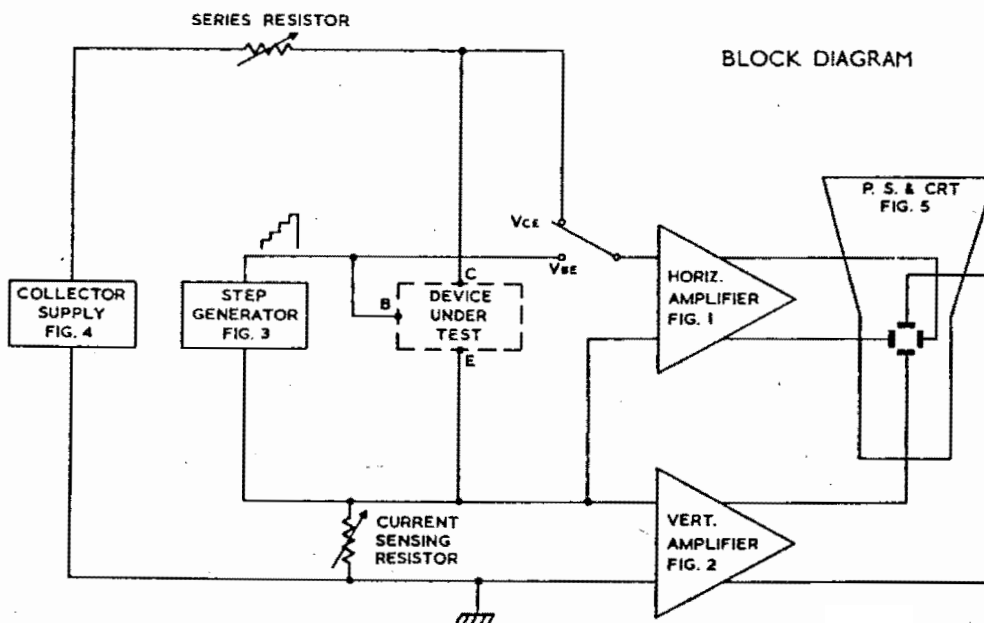 SERIES RESISTOR
BLOCK DIAGRAM
P. S. & CRT
FIG. 5
VCE
VBE
COLLECTOR
SUPPLY
FIG. 4
STEP
GENERATOR
FIG. 3
C
B
DEVICE
UNDER
TEST
E
HORIZ.
AMPLIFIER
FIG. 1
CURRENT
SENSING
RESISTOR
VERT.
AMPLIFIER
FIG. 2